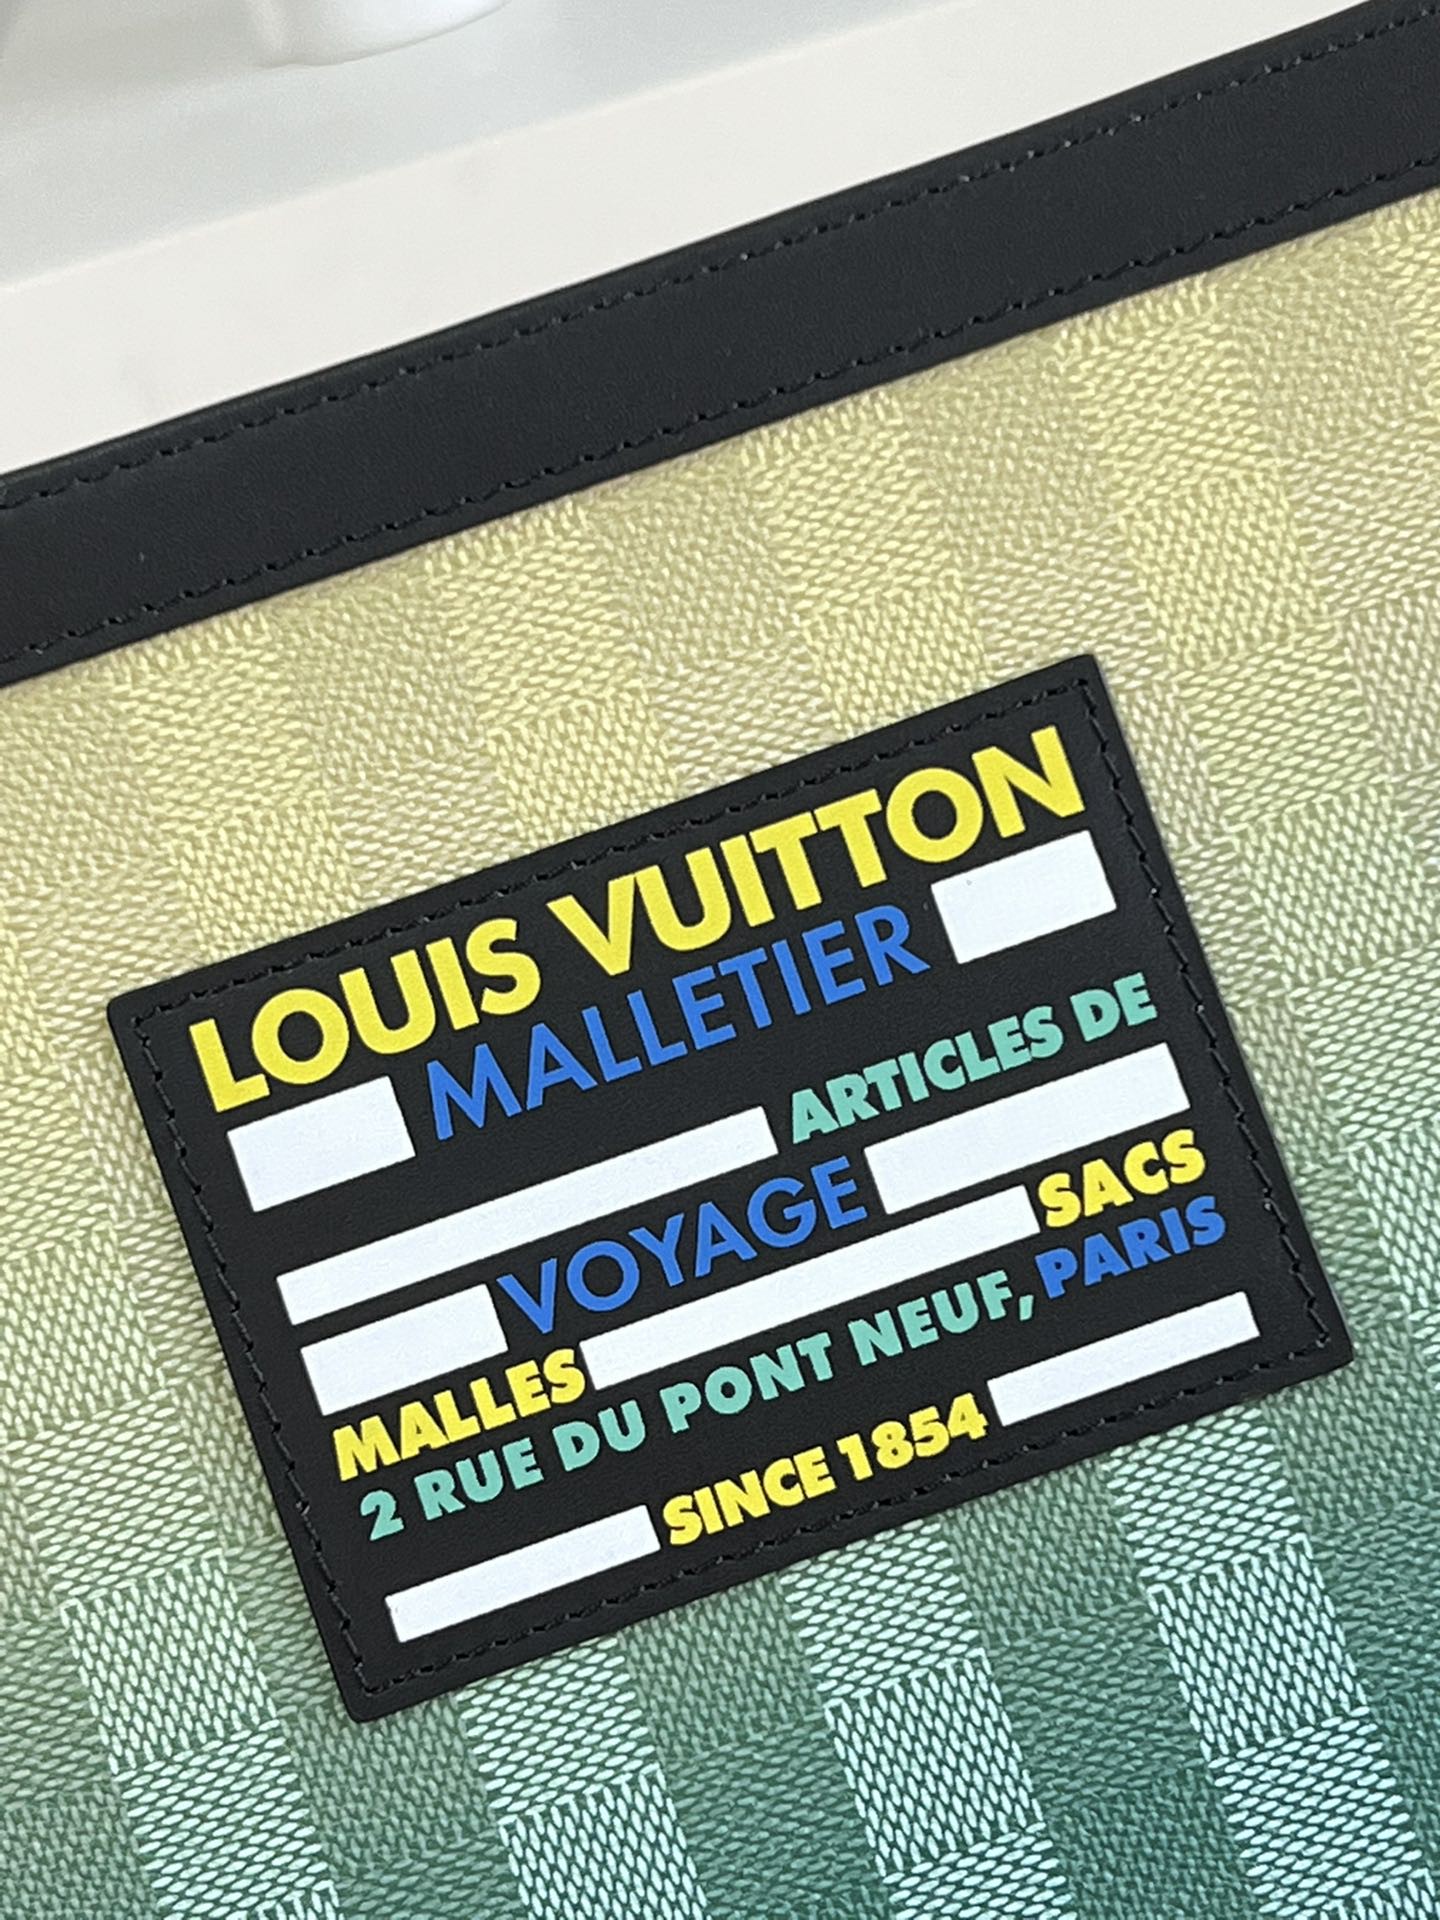 LOUIS VUITTON
MALLETIER
ARTICLES DE
VOYAGE
MALLES SACS
2 RUE DU PONT NEUF, PARIS
SINCE 1854